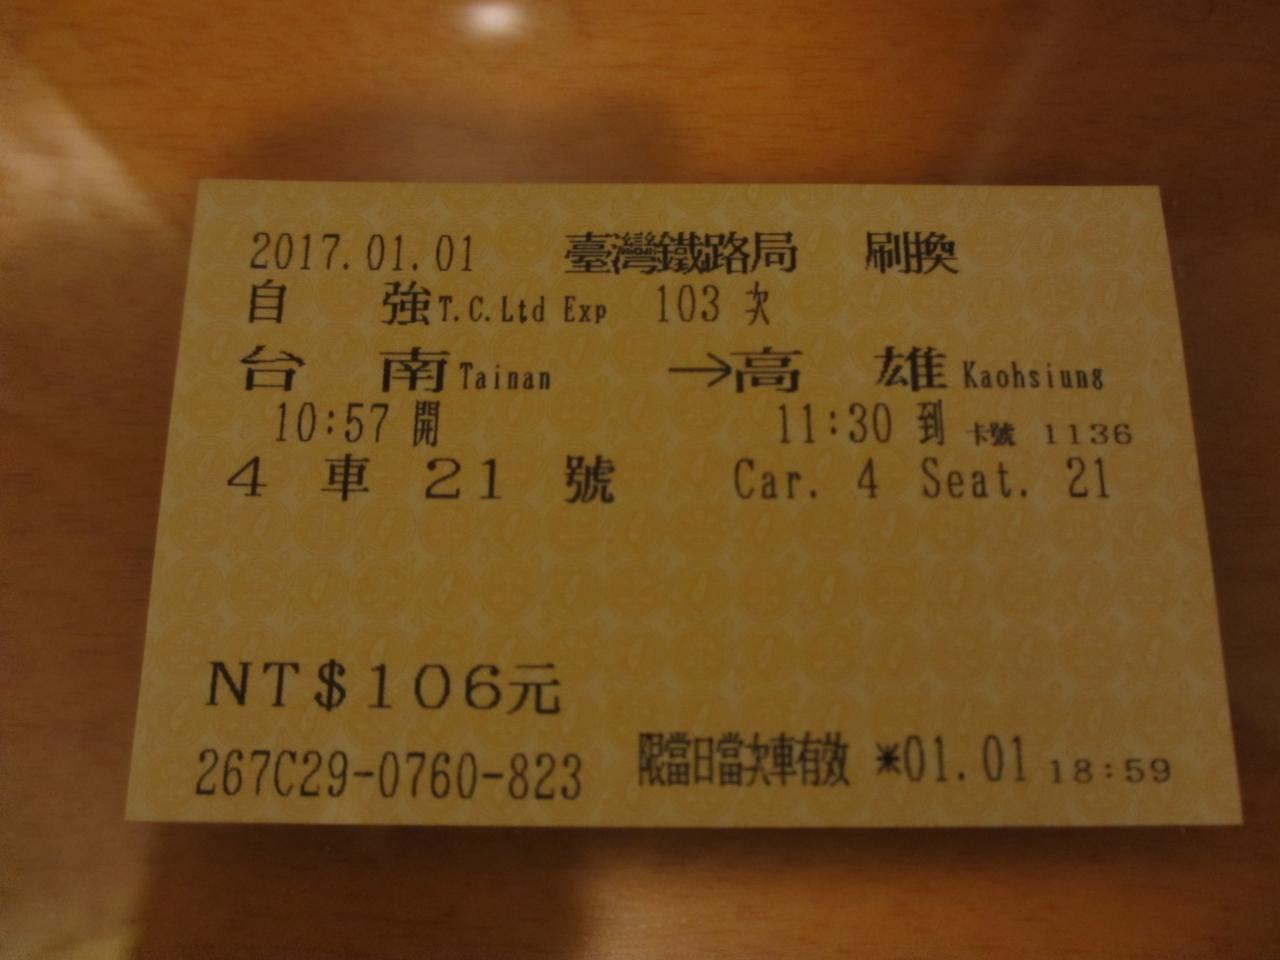 2017.01.01 臺灣鐵路局 刷換
自 強 T.C.Ltd Exp 103 次
台 南 Tainan →高 雄 Kaohsiung
10:57 開 11:30 到 卡號 1136
4 車 21 號 Car. 4 Seat. 21
NT$106元
267C29-0760-823 限當日當次車有效 *01.01 18:59